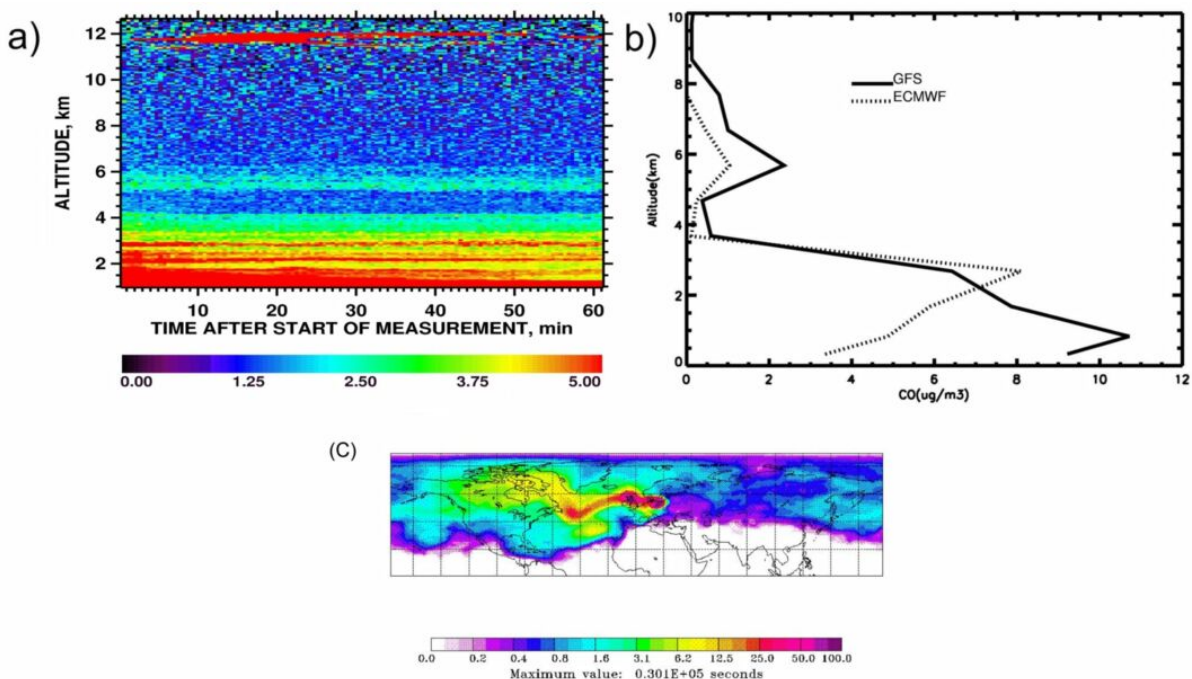 a)
12
10
8
6
4
2
ALTITUDE, km
10 20 30 40 50 60
TIME AFTER START OF MEASUREMENT, min
0.00 1.25 2.50 3.75 5.00
b)
10
8
6
4
2
0
Altitude(km)
GFS
ECMWF
0 2 4 6 8 10 12
CO(ug/m3)
(C)
0.0 0.2 0.4 0.8 1.6 3.1 6.2 12.5 25.0 50.0 100.0
Maximum value: 0.301E+05 seconds